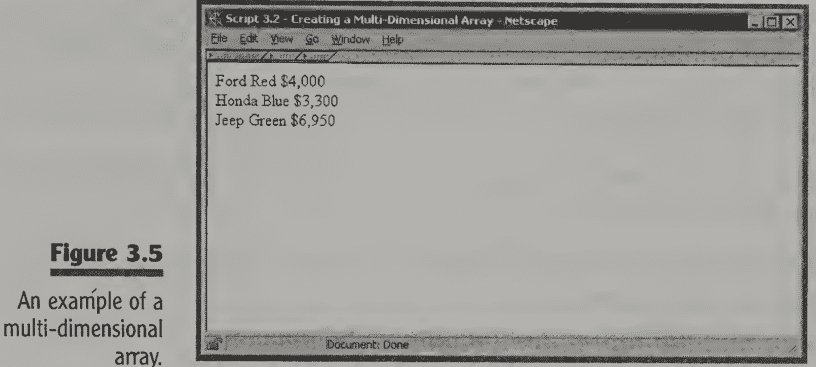 Script 3.2 - Creating a Multi-Dimensional Array - Netscape
File Edit View Go Window Help
Ford Red $4,000
Honda Blue $3,300
Jeep Green $6,950
Document: Done
Figure 3.5
An example of a
multi-dimensional
array.